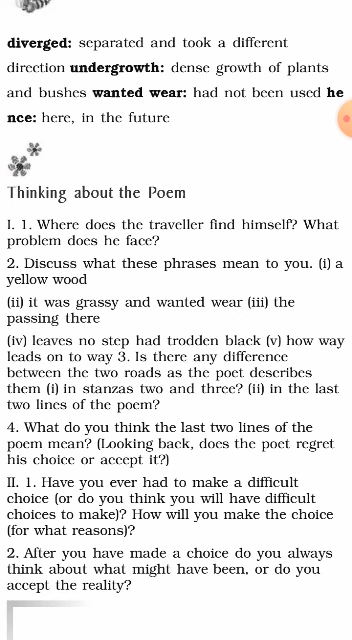 diverged: separated and took a different
direction undergrowth: dense growth of plants
and bushes wanted wear: had not been used he
nce: here, in the future
Thinking about the Poem
I. 1. Where does the traveller find himself? What
problem does he face?
2. Discuss what these phrases mean to you. (i) a
yellow wood
(ii) it was grassy and wanted wear (iii) the
passing there
(iv) leaves no step had trodden black (v) how way
leads on to way 3. Is there any difference
between the two roads as the poet describes
them (i) in stanzas two and three? (ii) in the last
two lines of the poem?
4. What do you think the last two lines of the
poem mean? (Looking back, does the poet regret
his choice or accept it?)
II. 1. Have you ever had to make a difficult
choice (or do you think you will have difficult
choices to make)? How will you make the choice
(for what reasons)?
2. After you have made a choice do you always
think about what might have been, or do you
accept the reality?